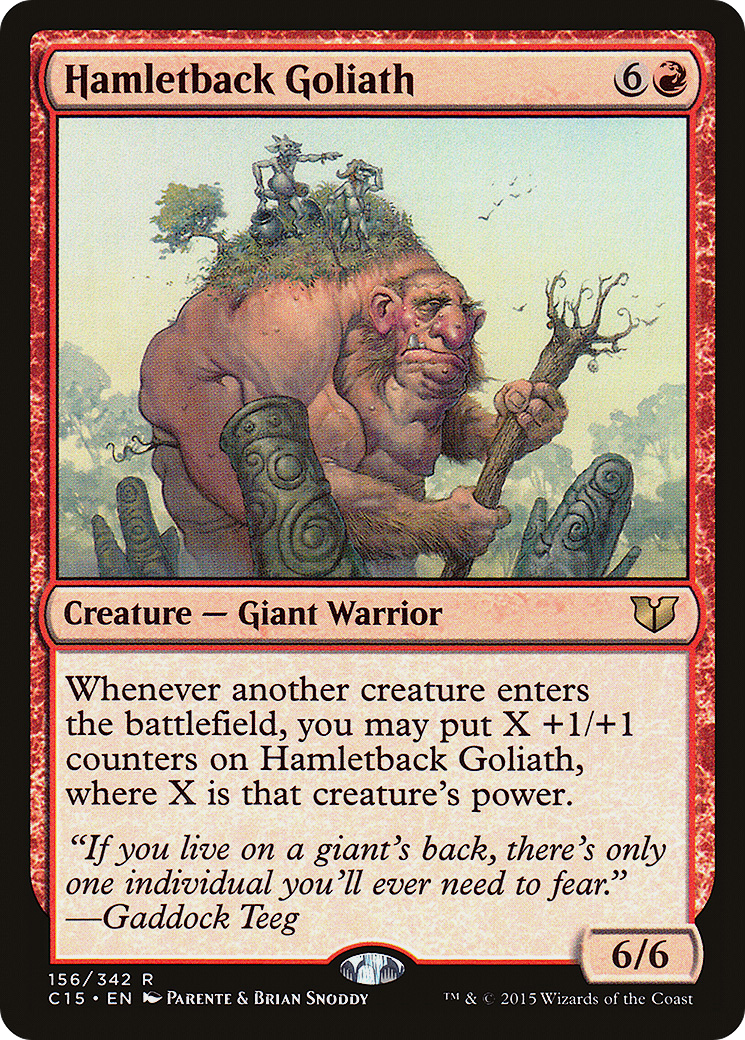 Hamletback Goliath 6
Creature — Giant Warrior
Whenever another creature enters
the battlefield, you may put X +1/+1
counters on Hamletback Goliath,
where X is that creature's power.
"If you live on a giant's back, there's only
one individual you'll ever need to fear."
—Gaddock Teeg
6/6
156/342 R
C15 • EN Parente & Brian Snoddy
™ & © 2015 Wizards of the Coast